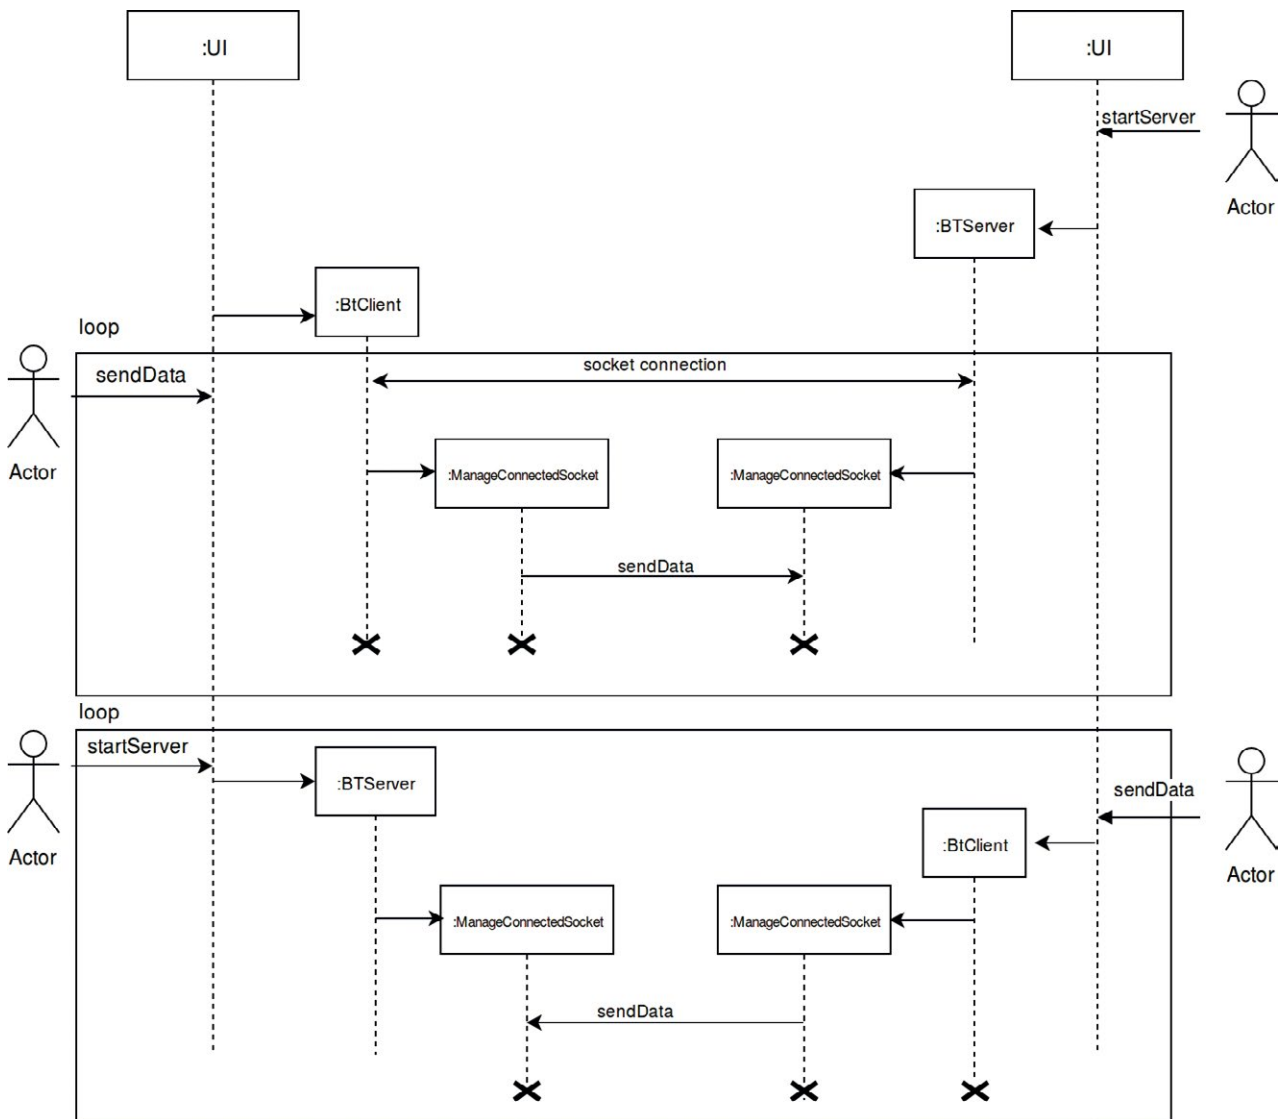 :UI
:UI
startServer
Actor
:BTServer
:BtClient
loop
socket connection
sendData
Actor
:ManageConnectedSocket
:ManageConnectedSocket
sendData
loop
startServer
:BTServer
sendData
:BtClient
Actor
Actor
:ManageConnectedSocket
:ManageConnectedSocket
sendData